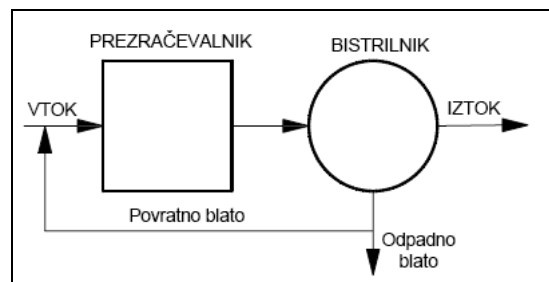 PREZRAČEVALNIK
BISTRILNIK
VTOK
IZTOK
Povratno blato
Odpadno
blato